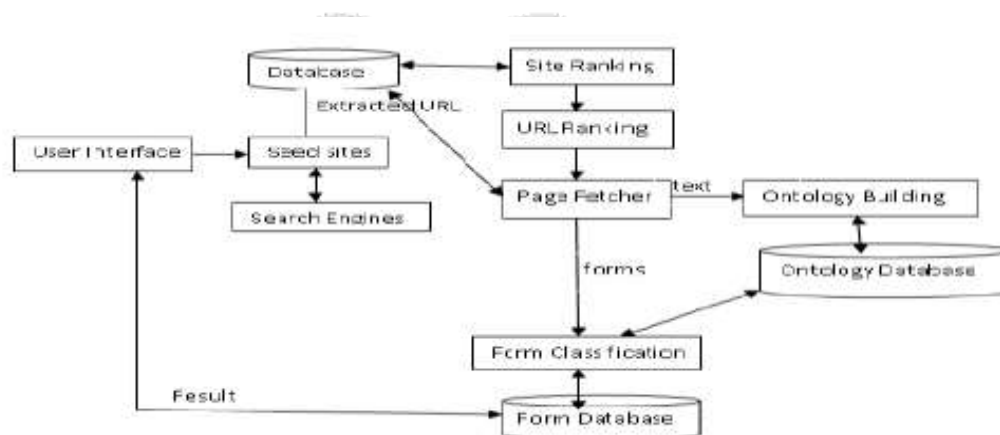 Database
Site Ranking
Extracted URL
URL Ranking
User Interface
Seed sites
Page Fetcher
text
Ontology Building
Search Engines
forms
Ontology Database
Form Classification
Result
Form Database